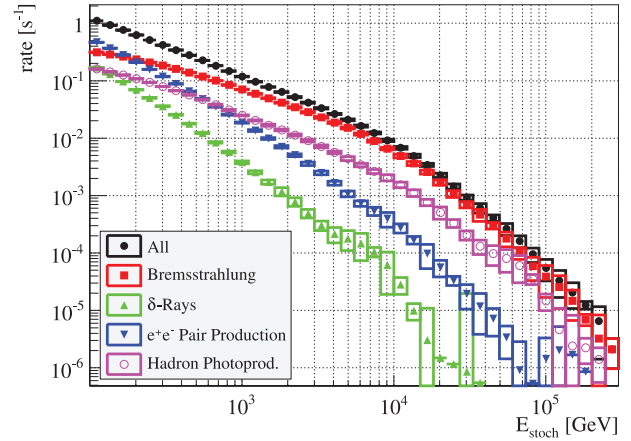 rate [s⁻¹]
1
10⁻¹
10⁻²
10⁻³
10⁻⁴
10⁻⁵
10⁻⁶
All
Bremsstrahlung
δ-Rays
e⁺e⁻ Pair Production
Hadron Photoprod.
10³ 10⁴ 10⁵
E_stoch [GeV]